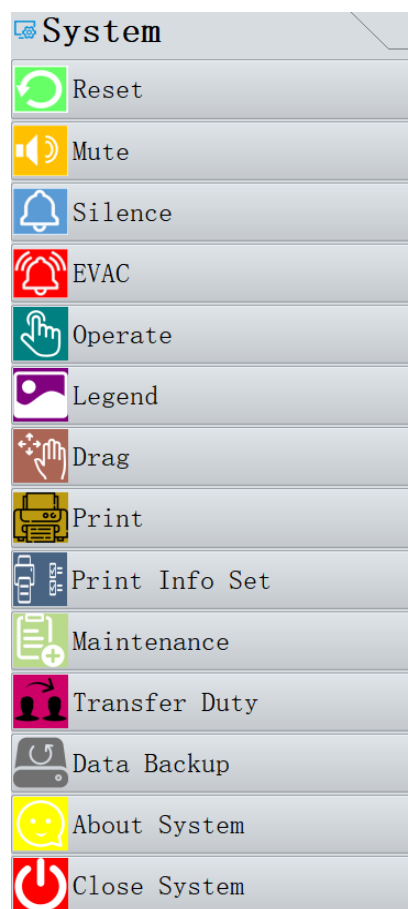 System
Reset
Mute
Silence
EVAC
Operate
Legend
Drag
Print
Print Info Set
Maintenance
Transfer Duty
Data Backup
About System
Close System